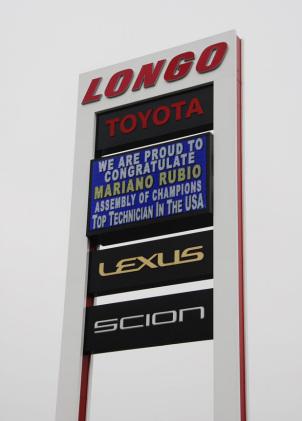 LONGO
TOYOTA
WE ARE PROUD TO
CONGRATULATE
MARIANO RUBIO
ASSEMBLY OF CHAMPIONS
TOP TECHNICIAN IN THE USA
LEXUS
SCION